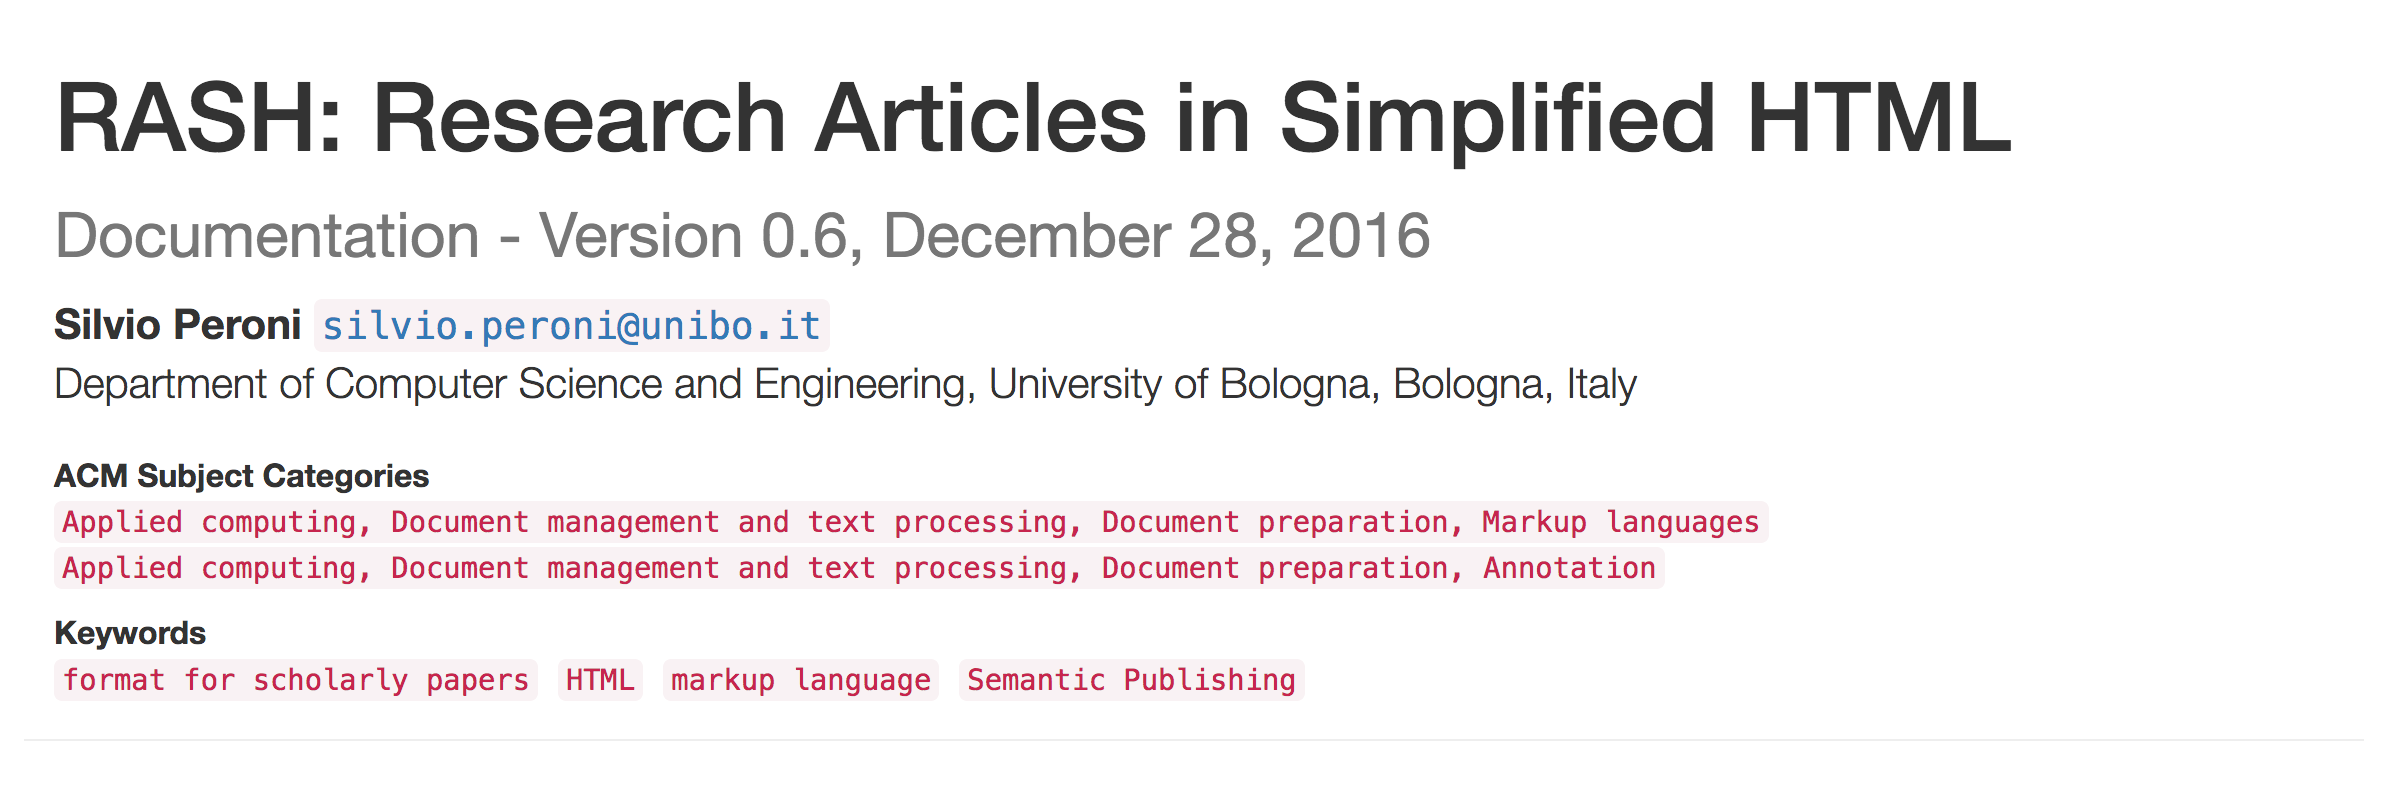 RASH: Research Articles in Simplified HTML
Documentation - Version 0.6, December 28, 2016
Silvio Peroni silvio.peroni@unibo.it
Department of Computer Science and Engineering, University of Bologna, Bologna, Italy
ACM Subject Categories
Applied computing, Document management and text processing, Document preparation, Markup languages
Applied computing, Document management and text processing, Document preparation, Annotation
Keywords
format for scholarly papers HTML markup language Semantic Publishing